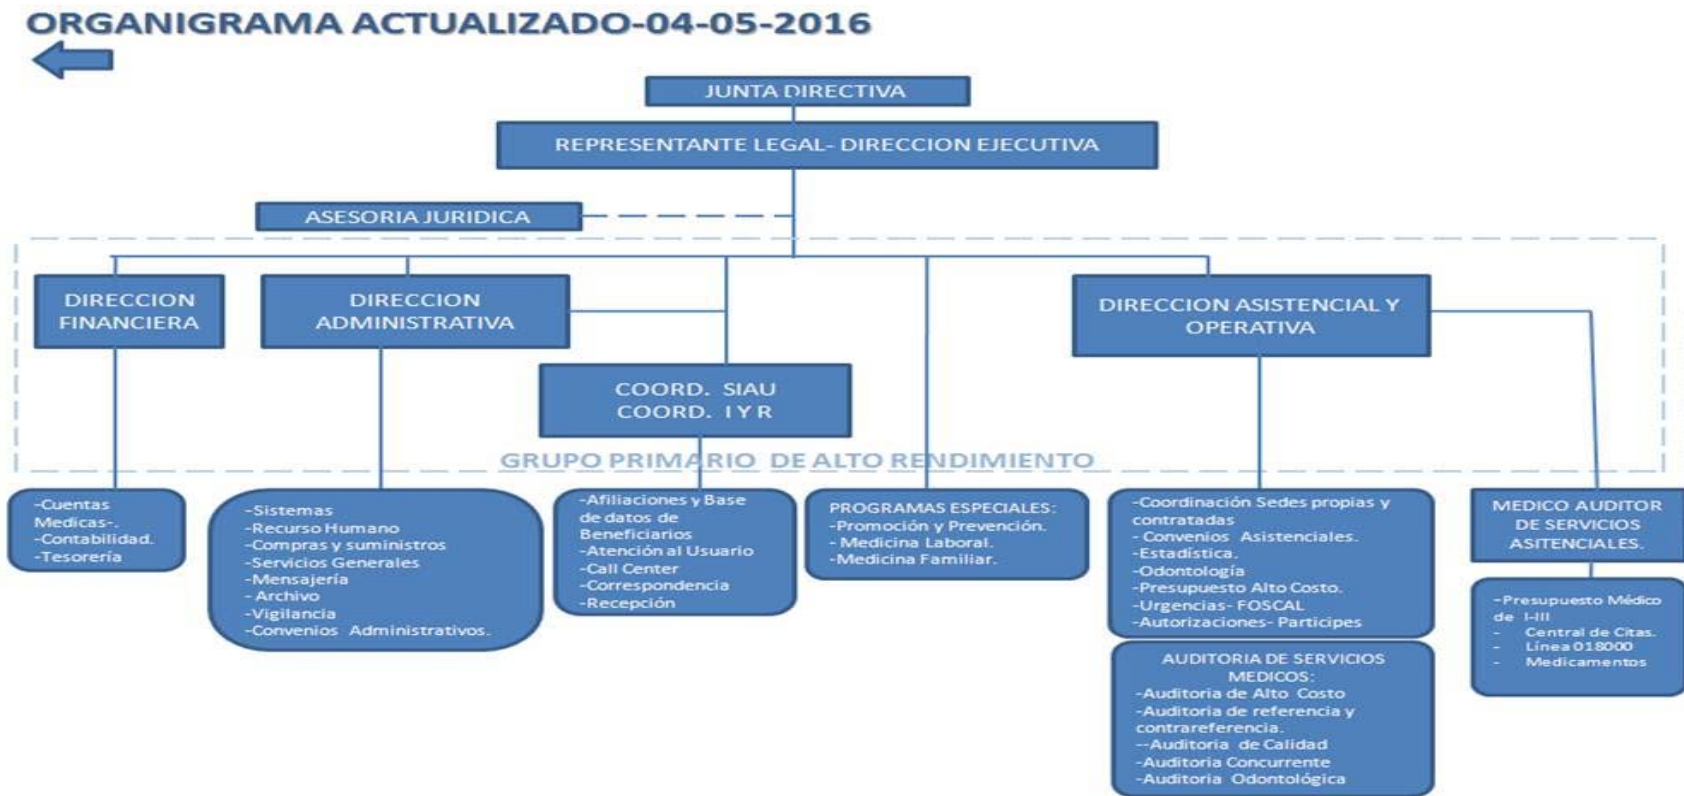 ORGANIGRAMA ACTUALIZADO-04-05-2016
JUNTA DIRECTIVA
REPRESENTANTE LEGAL- DIRECCION EJECUTIVA
ASESORIA JURIDICA
DIRECCION
FINANCIERA
DIRECCION
ADMINISTRATIVA
DIRECCION ASISTENCIAL Y
OPERATIVA
COORD. SIAU
COORD. I Y R
GRUPO PRIMARIO DE ALTO RENDIMIENTO
-Cuentas
Medicas-.
-Contabilidad.
-Tesorería
-Sistemas
-Recurso Humano
-Compras y suministros
-Servicios Generales
-Mensajería
- Archivo
-Vigilancia
-Convenios Administrativos.
-Afiliaciones y Base
de datos de
Beneficiarios
-Atención al Usuario
-Call Center
-Correspondencia
-Recepción
PROGRAMAS ESPECIALES:
-Promoción y Prevención.
- Medicina Laboral.
-Medicina Familiar.
-Coordinación Sedes propias y
contratadas
- Convenios Asistenciales.
-Estadística.
-Odontología
-Presupuesto Alto Costo.
-Urgencias- FOSCAL
-Autorizaciones- Participes
AUDITORIA DE SERVICIOS
MEDICOS:
-Auditoria de Alto Costo
-Auditoria de referencia y
contrareferencia.
--Auditoria de Calidad
-Auditoria Concurrente
-Auditoria Odontológica
MEDICO AUDITOR
DE SERVICIOS
ASITENCIALES.
-Presupuesto Médico
de I-III
- Central de Citas.
- Línea 018000
- Medicamentos